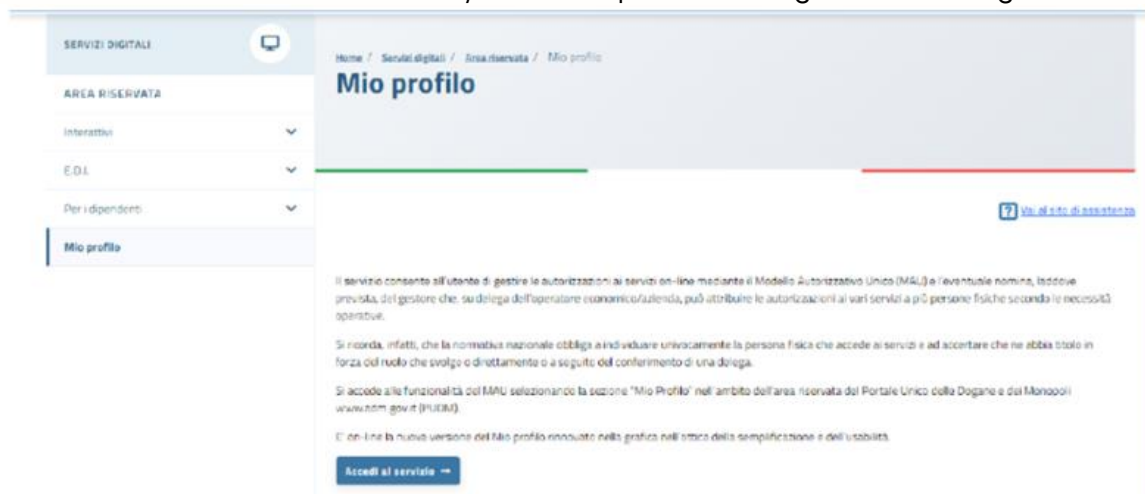 SERVIZI DIGITALI
AREA RISERVATA
Interattivi
E.D.I.
Per i dipendenti
Mio profilo
Home / Servizi digitali / Area riservata / Mio profilo
Mio profilo
? Vai al sito di assistenza
Il servizio consente all'utente di gestire le autorizzazioni ai servizi on-line mediante il Modello Autorizzativo Unico (MAU) e l'eventuale nomina, laddove
prevista, del gestore che, su delega dell'operatore economico/azienda, può attribuire le autorizzazioni ai vari servizi a più persone fisiche secondo le necessità
operative.
Si ricorda, infatti, che la normativa nazionale obbliga a individuare univocamente la persona fisica che accede ai servizi e ad accertare che ne abbia titolo in
forza del ruolo che svolge o direttamente o a seguito del conferimento di una delega.
Si accede alle funzionalità del MAU selezionando la sezione "Mio Profilo" nell'ambito dell'area riservata del Portale Unico delle Dogane e dei Monopoli
www.adm.gov.it (PUDM).
E' on-line la nuova versione del Mio profilo rinnovato nella grafica nell'ottica della semplificazione e dell'usabilità.
Accedi al servizio →